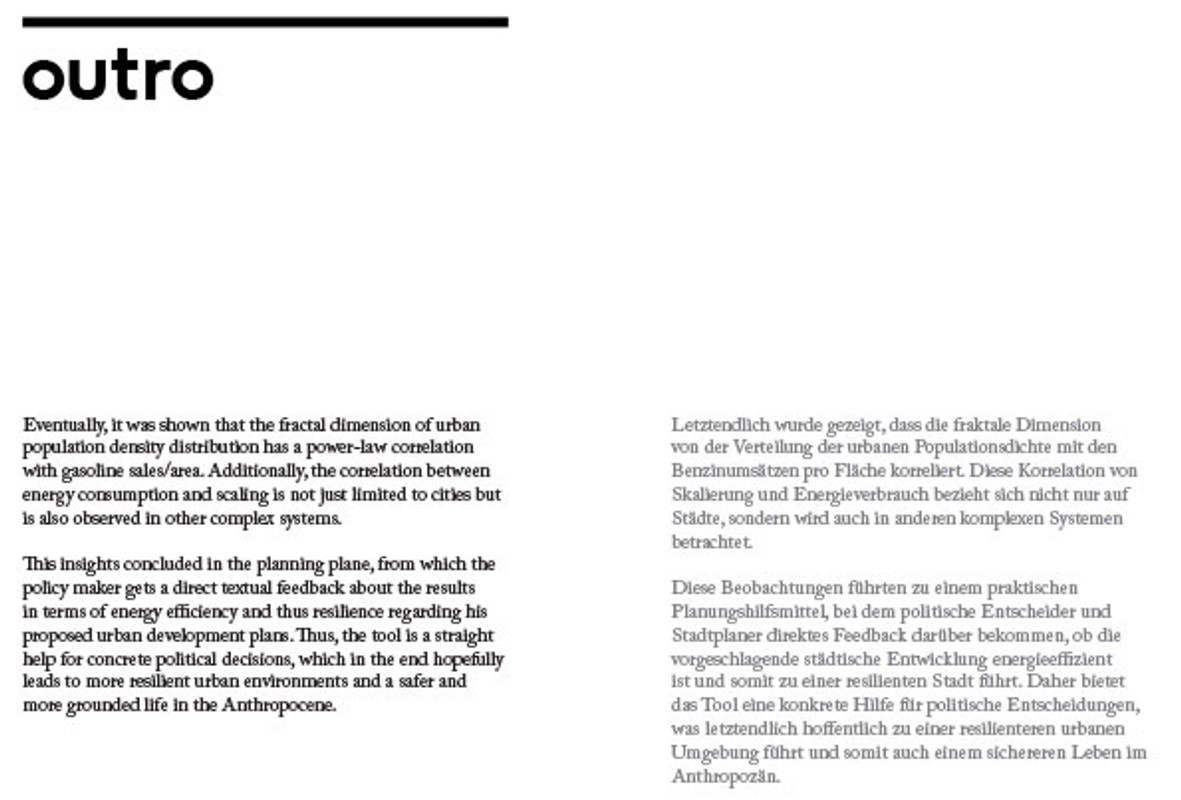 outro
Eventually, it was shown that the fractal dimension of urban
population density distribution has a power-law correlation
with gasoline sales/area. Additionally, the correlation between
energy consumption and scaling is not just limited to cities but
is also observed in other complex systems.
This insights concluded in the planning plane, from which the
policy maker gets a direct textual feedback about the results
in terms of energy efficiency and thus resilience regarding his
proposed urban development plans. Thus, the tool is a straight
help for concrete political decisions, which in the end hopefully
leads to more resilient urban environments and a safer and
more grounded life in the Anthropocene.
Letztendlich wurde gezeigt, dass die fraktale Dimension
von der Verteilung der urbanen Populationsdichte mit den
Benzinumsätzen pro Fläche korreliert. Diese Korrelation von
Skalierung und Energieverbrauch bezieht sich nicht nur auf
Städte, sondern wird auch in anderen komplexen Systemen
betrachtet.
Diese Beobachtungen führten zu einem praktischen
Planungshilfsmittel, bei dem politische Entscheider und
Stadtplaner direktes Feedback darüber bekommen, ob die
vorgeschlagende städtische Entwicklung energieeffizient
ist und somit zu einer resilienten Stadt führt. Daher bietet
das Tool eine konkrete Hilfe für politische Entscheidungen,
was letztendlich hoffentlich zu einer resilienteren urbanen
Umgebung führt und somit auch einem sichereren Leben im
Anthropozän.